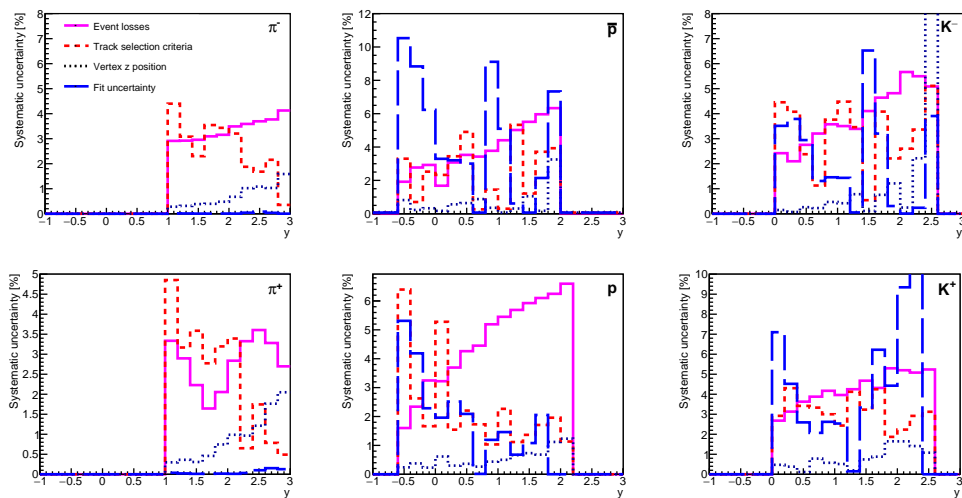 Systematic uncertainty [%]
8
7
6
5
4
3
2
1
0
π⁻
Event losses
Track selection criteria
Vertex z position
Fit uncertainty
−1 −0.5 0 0.5 1 1.5 2 2.5 3
y
Systematic uncertainty [%]
12
10
8
6
4
2
0
p̅
−1 −0.5 0 0.5 1 1.5 2 2.5 3
y
Systematic uncertainty [%]
8
7
6
5
4
3
2
1
0
K⁻
−1 −0.5 0 0.5 1 1.5 2 2.5 3
y
Systematic uncertainty [%]
5
4.5
4
3.5
3
2.5
2
1.5
1
0.5
0
π⁺
−1 −0.5 0 0.5 1 1.5 2 2.5 3
y
Systematic uncertainty [%]
6
5
4
3
2
1
0
p
−1 −0.5 0 0.5 1 1.5 2 2.5 3
y
Systematic uncertainty [%]
10
9
8
7
6
5
4
3
2
1
0
K⁺
−1 −0.5 0 0.5 1 1.5 2 2.5 3
y